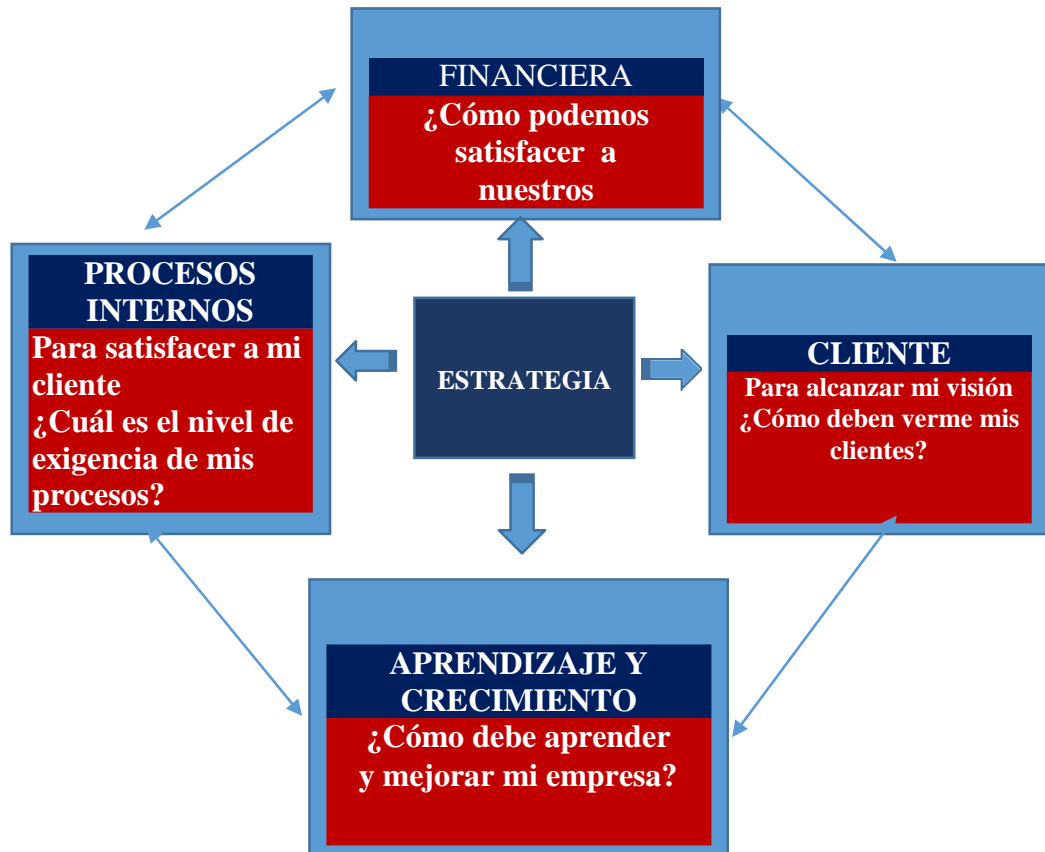 FINANCIERA
¿Cómo podemos
satisfacer a
nuestros
PROCESOS
INTERNOS
Para satisfacer a mi
cliente
¿Cuál es el nivel de
exigencia de mis
procesos?
ESTRATEGIA
CLIENTE
Para alcanzar mi visión
¿Cómo deben verme mis
clientes?
APRENDIZAJE Y
CRECIMIENTO
¿Cómo debe aprender
y mejorar mi empresa?